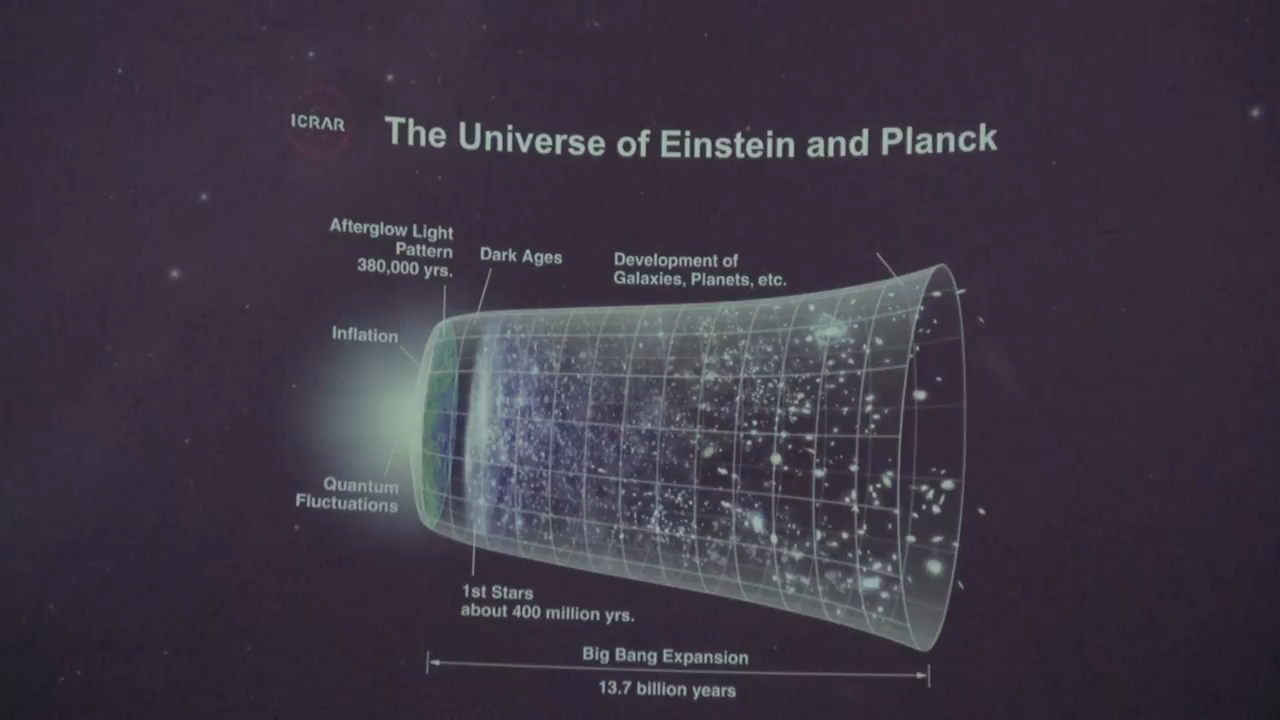 ICRAR
The Universe of Einstein and Planck
Afterglow Light
Pattern
380,000 yrs.
Dark Ages
Development of
Galaxies, Planets, etc.
Inflation
Quantum
Fluctuations
1st Stars
about 400 million yrs.
Big Bang Expansion
13.7 billion years